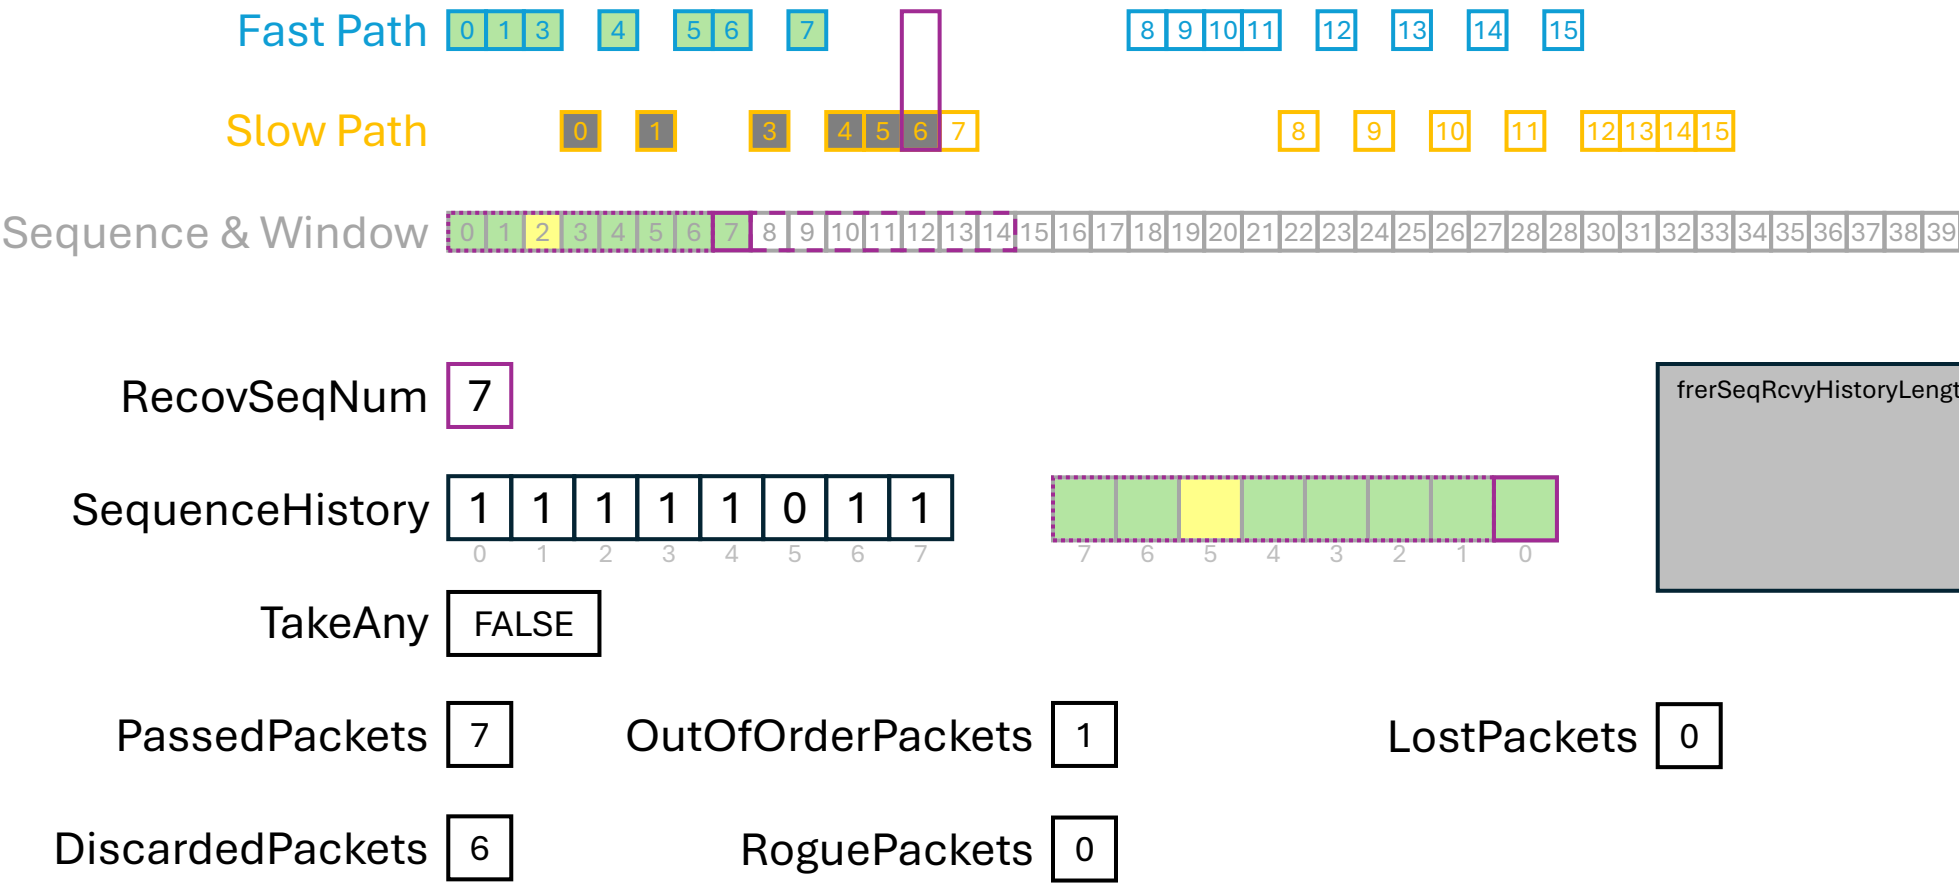 Fast Path 0 1 3 4 5 6 7 8 9 10 11 12 13 14 15
Slow Path 0 1 3 4 5 6 7 8 9 10 11 12 13 14 15
Sequence & Window 0 1 2 3 4 5 6 7 8 9 10 11 12 13 14 15 16 17 18 19 20 21 22 23 24 25 26 27 28 28 30 31 32 33 34 35 36 37 38 39
RecovSeqNum 7
frerSeqRcvyHistoryLengt
SequenceHistory 1 1 1 1 1 0 1 1
0 1 2 3 4 5 6 7 7 6 5 4 3 2 1 0
TakeAny FALSE
PassedPackets 7 OutOfOrderPackets 1 LostPackets 0
DiscardedPackets 6 RoguePackets 0